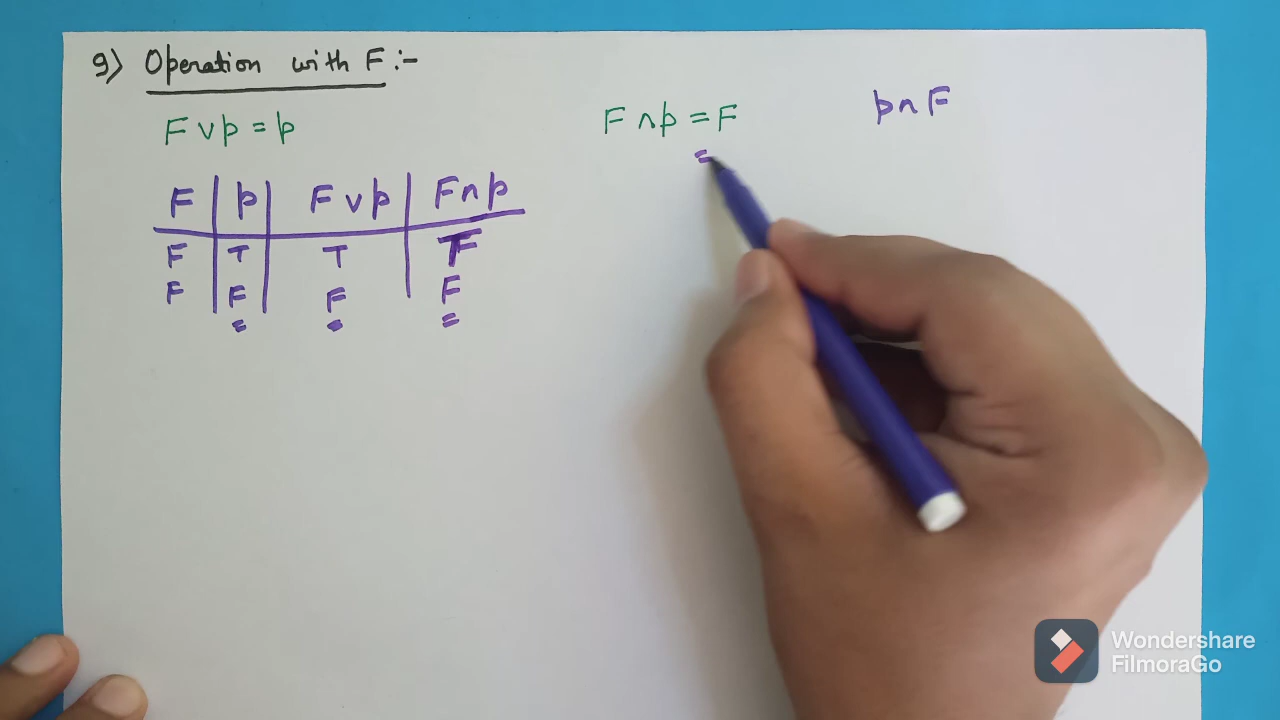 9) Operation with F :-
F ∨ p = p
F ∧ p = F
p ∧ F
=
F | p | F ∨ p | F ∧ p
F | T | T | F
F | F | F | F
= = =
Wondershare
FilmoraGo